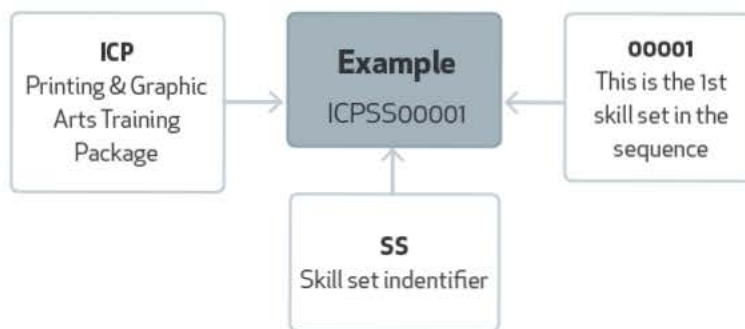 ICP
Printing & Graphic
Arts Training
Package
Example
ICPSS00001
00001
This is the 1st
skill set in the
sequence
SS
Skill set indentifier